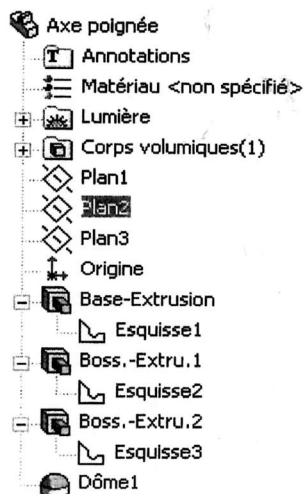 Axe poignée
Annotations
Matériau <non spécifié>
Lumière
Corps volumiques(1)
Plan1
Plan2
Plan3
Origine
Base-Extrusion
Esquisse1
Boss.-Extru.1
Esquisse2
Boss.-Extru.2
Esquisse3
Dôme1